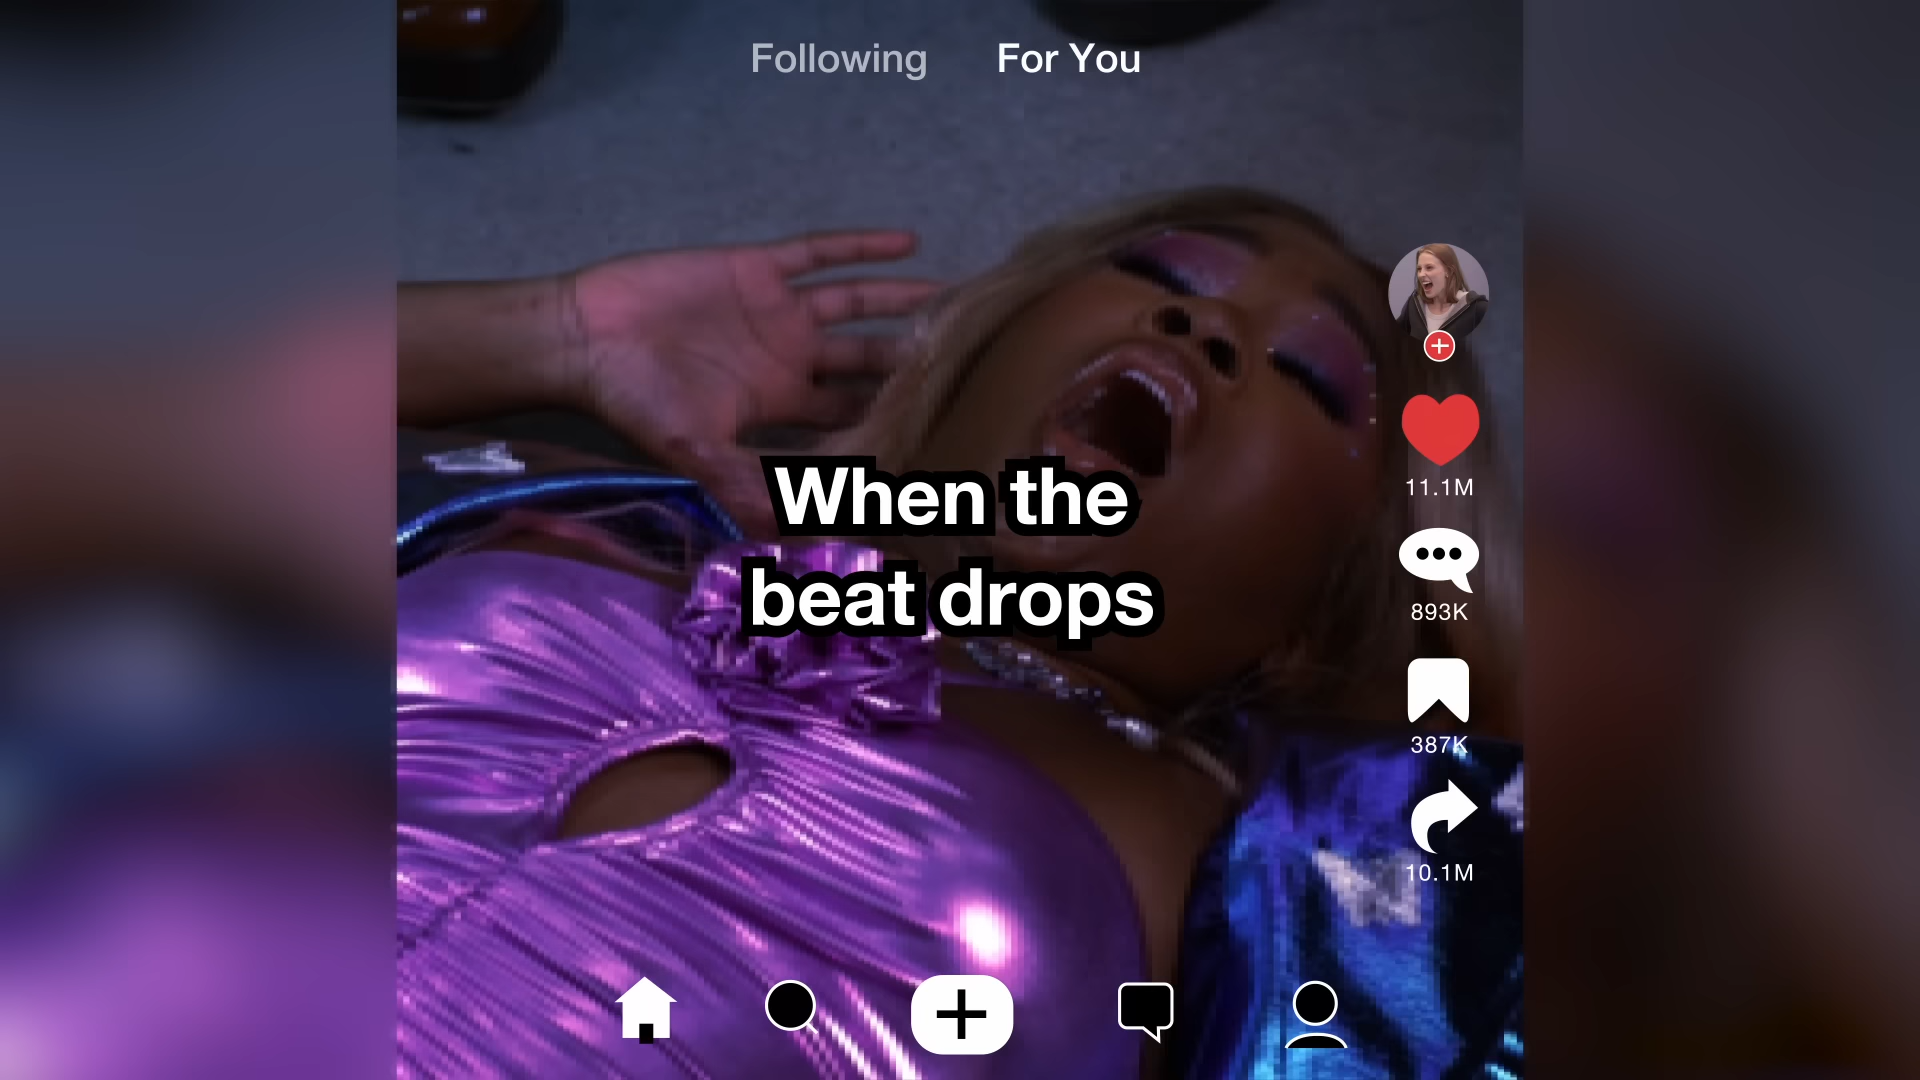 Following For You
When the
beat drops
11.1M
893K
387K
10.1M